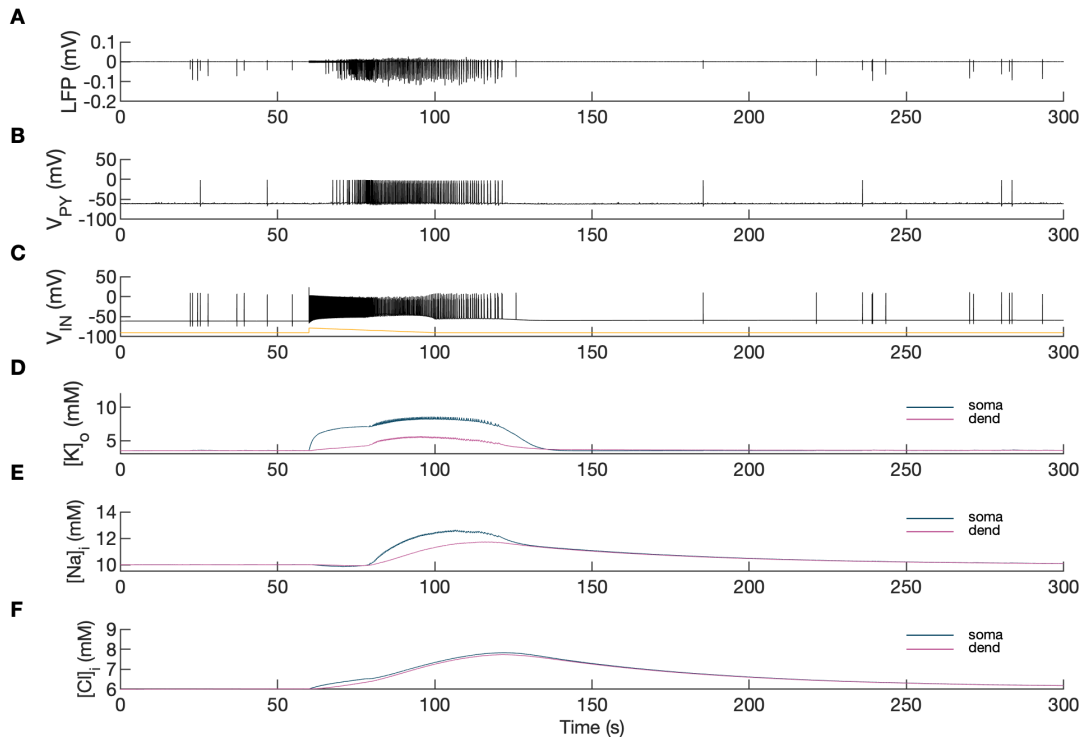 A
LFP (mV)
0.1
0
-0.1
-0.2
0 50 100 150 200 250 300
B
V_PY (mV)
50
0
-50
-100
0 50 100 150 200 250 300
C
V_IN (mV)
50
0
-50
-100
0 50 100 150 200 250 300
D
[K]_o (mM)
10
5
soma
dend
0 50 100 150 200 250 300
E
[Na]_i (mM)
14
12
10
soma
dend
0 50 100 150 200 250 300
F
[Cl]_i (mM)
9
8
7
6
soma
dend
0 50 100 150 200 250 300
Time (s)